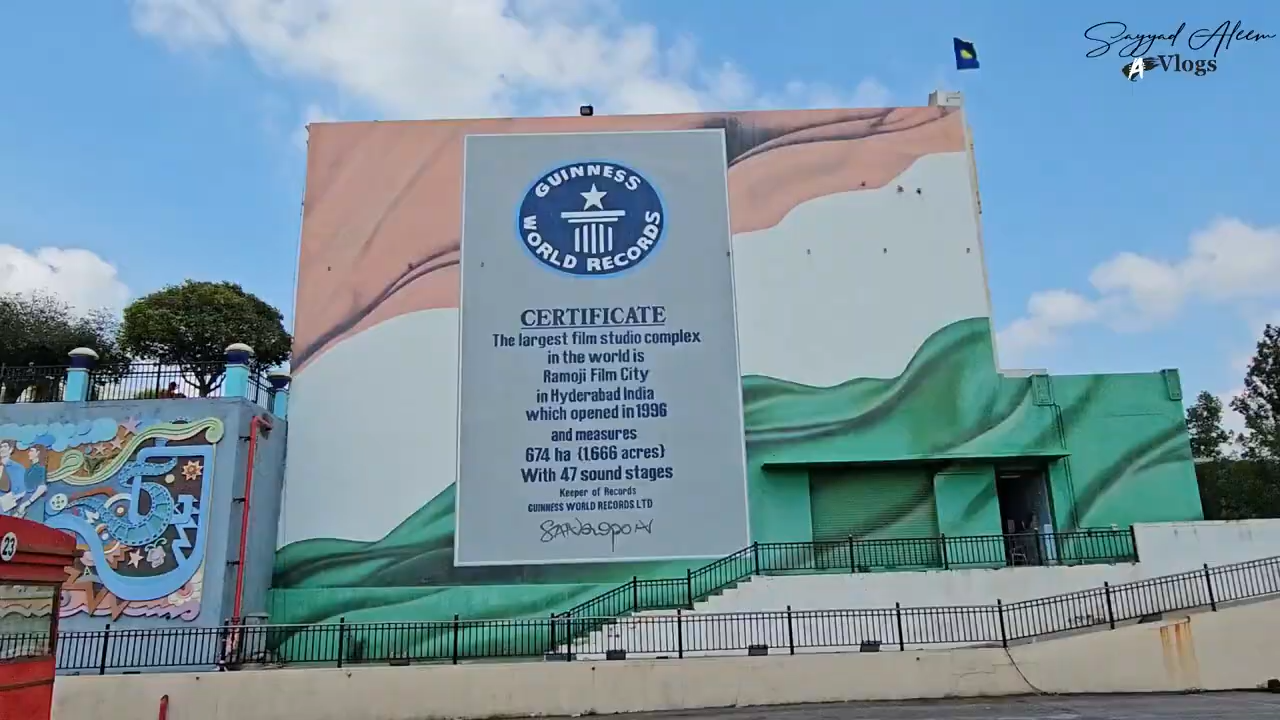 Sayyad Aleem
A Vlogs
GUINNESS
WORLD RECORDS
CERTIFICATE
The largest film studio complex
in the world is
Ramoji Film City
in Hyderabad India
which opened in 1996
and measures
674 ha (1,666 acres)
With 47 sound stages
Keeper of Records
GUINNESS WORLD RECORDS LTD
23